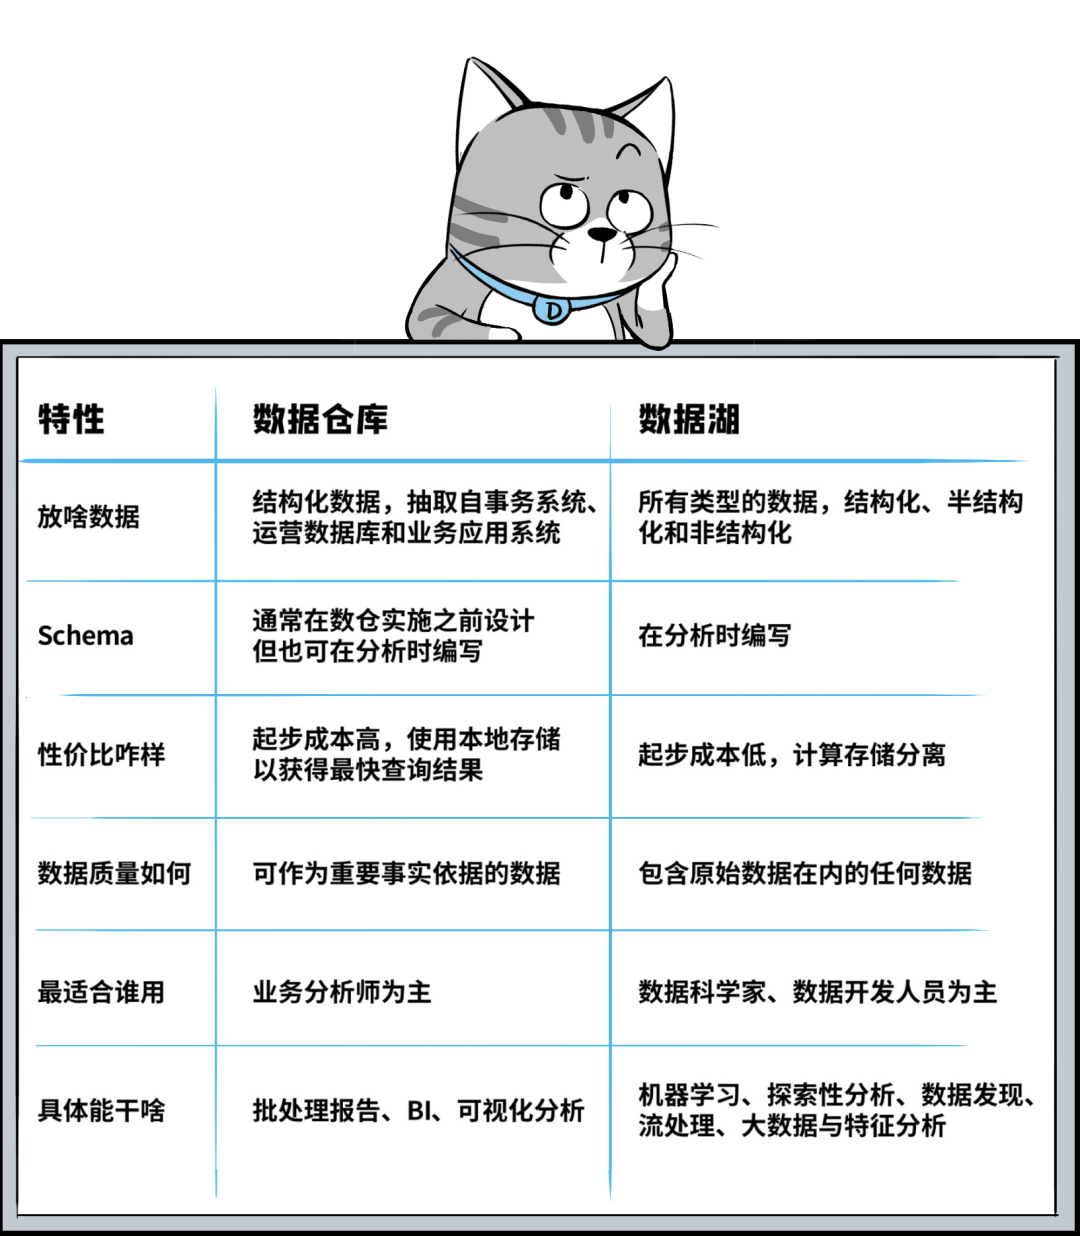 D
特性
数据仓库
数据湖
放啥数据
结构化数据，抽取自事务系统、
运营数据库和业务应用系统
所有类型的数据，结构化、半结构
化和非结构化
Schema
通常在数仓实施之前设计
但也可在分析时编写
在分析时编写
性价比咋样
起步成本高，使用本地存储
以获得最快查询结果
起步成本低，计算存储分离
数据质量如何
可作为重要事实依据的数据
包含原始数据在内的任何数据
最适合谁用
业务分析师为主
数据科学家、数据开发人员为主
具体能干啥
批处理报告、BI、可视化分析
机器学习、探索性分析、数据发现、
流处理、大数据与特征分析